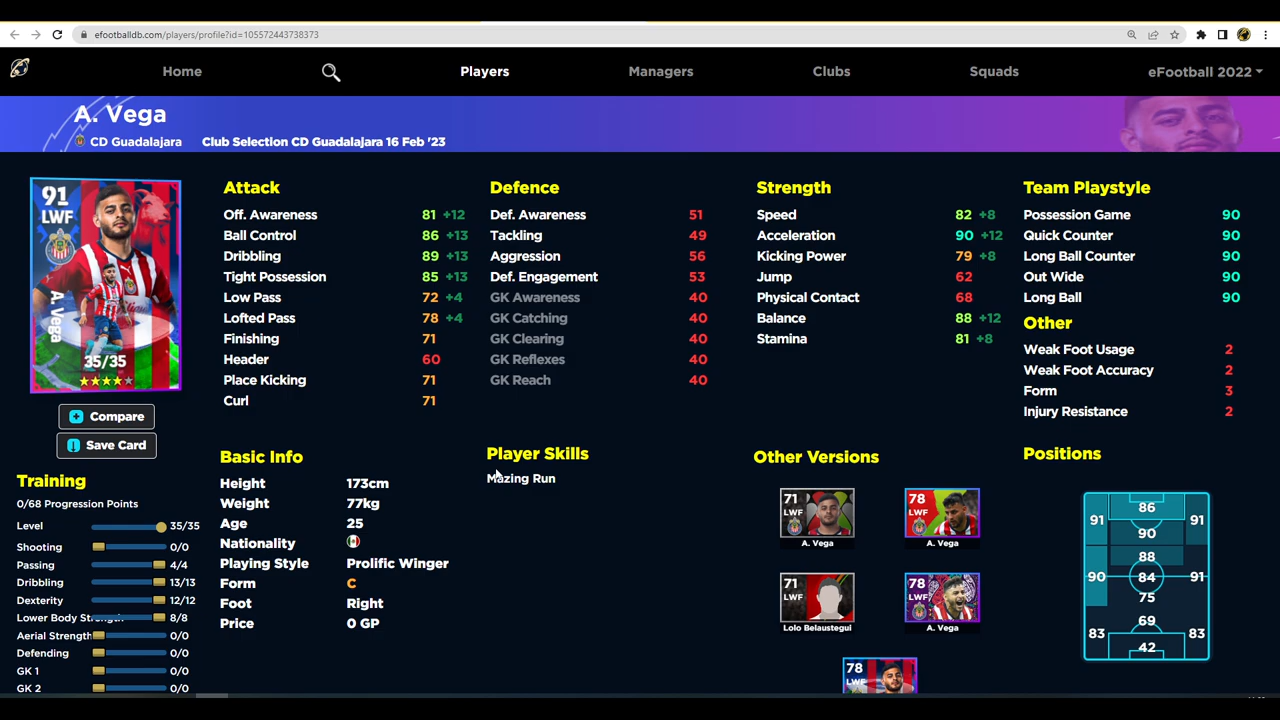 efootballdb.com/players/profile?id=105572443738373
Home
Players
Managers
Clubs
Squads
eFootball 2022
A. Vega
CD Guadalajara
Club Selection CD Guadalajara 16 Feb '23
91
LWF
A. Vega
35/35
Compare
Save Card
Training
0/68 Progression Points
Level 35/35
Shooting 0/0
Passing 4/4
Dribbling 13/13
Dexterity 12/12
Lower Body Strength 8/8
Aerial Strength 0/0
Defending 0/0
GK 1 0/0
GK 2 0/0
Attack
Off. Awareness 81 +12
Ball Control 86 +13
Dribbling 89 +13
Tight Possession 85 +13
Low Pass 72 +4
Lofted Pass 78 +4
Finishing 71
Header 60
Place Kicking 71
Curl 71
Defence
Def. Awareness 51
Tackling 49
Aggression 56
Def. Engagement 53
GK Awareness 40
GK Catching 40
GK Clearing 40
GK Reflexes 40
GK Reach 40
Strength
Speed 82 +8
Acceleration 90 +12
Kicking Power 79 +8
Jump 62
Physical Contact 68
Balance 88 +12
Stamina 81 +8
Team Playstyle
Possession Game 90
Quick Counter 90
Long Ball Counter 90
Out Wide 90
Long Ball 90
Other
Weak Foot Usage 2
Weak Foot Accuracy 2
Form 3
Injury Resistance 2
Basic Info
Height 173cm
Weight 77kg
Age 25
Nationality
Playing Style Prolific Winger
Form C
Foot Right
Price 0 GP
Player Skills
Mazing Run
Other Versions
71
LWF
A. Vega
78
LWF
A. Vega
71
LWF
Lolo Belaustegui
78
LWF
A. Vega
78
LWF
Positions
86
91 91
90
88
90 84 91
75
69
83 83
42